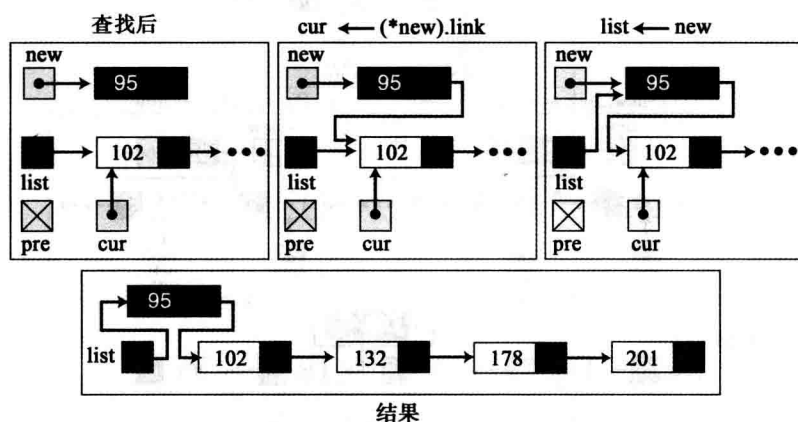 查找后
cur ← (*new).link
list ← new
new
95
102
list
pre
cur
new
95
102
list
pre
cur
new
95
102
list
pre
cur
95
list
102
132
178
201
结果